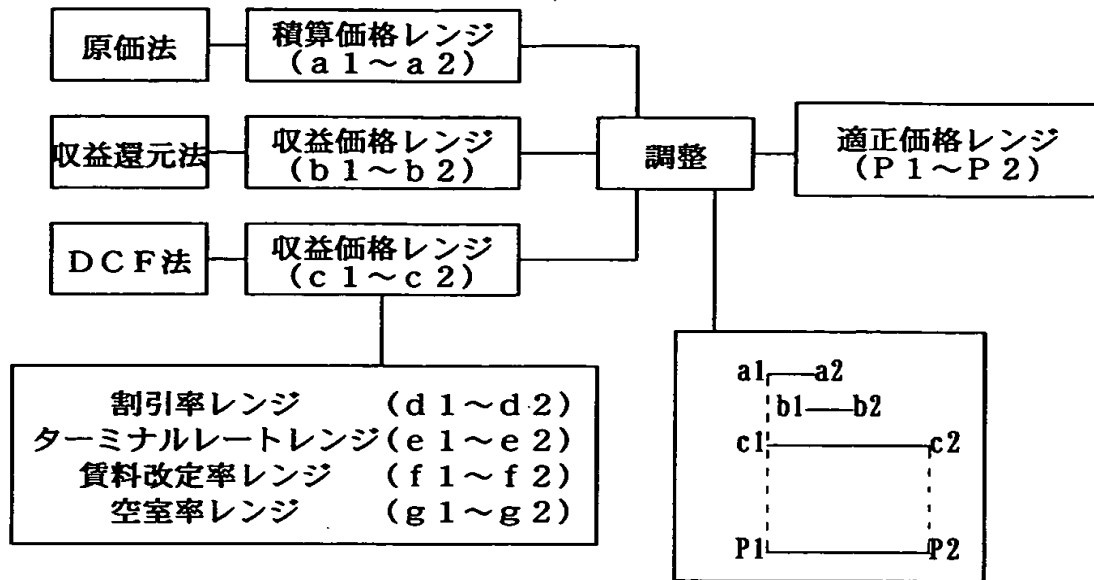 原価法
積算価格レンジ
（ａ１～ａ２）
収益還元法
収益価格レンジ
（ｂ１～ｂ２）
ＤＣＦ法
収益価格レンジ
（ｃ１～ｃ２）
調整
適正価格レンジ
（Ｐ１～Ｐ２）
割引率レンジ （ｄ１～ｄ２）
ターミナルレートレンジ（ｅ１～ｅ２）
賃料改定率レンジ （ｆ１～ｆ２）
空室率レンジ （ｇ１～ｇ２）
a1 a2
b1 b2
c1 c2
P1 P2